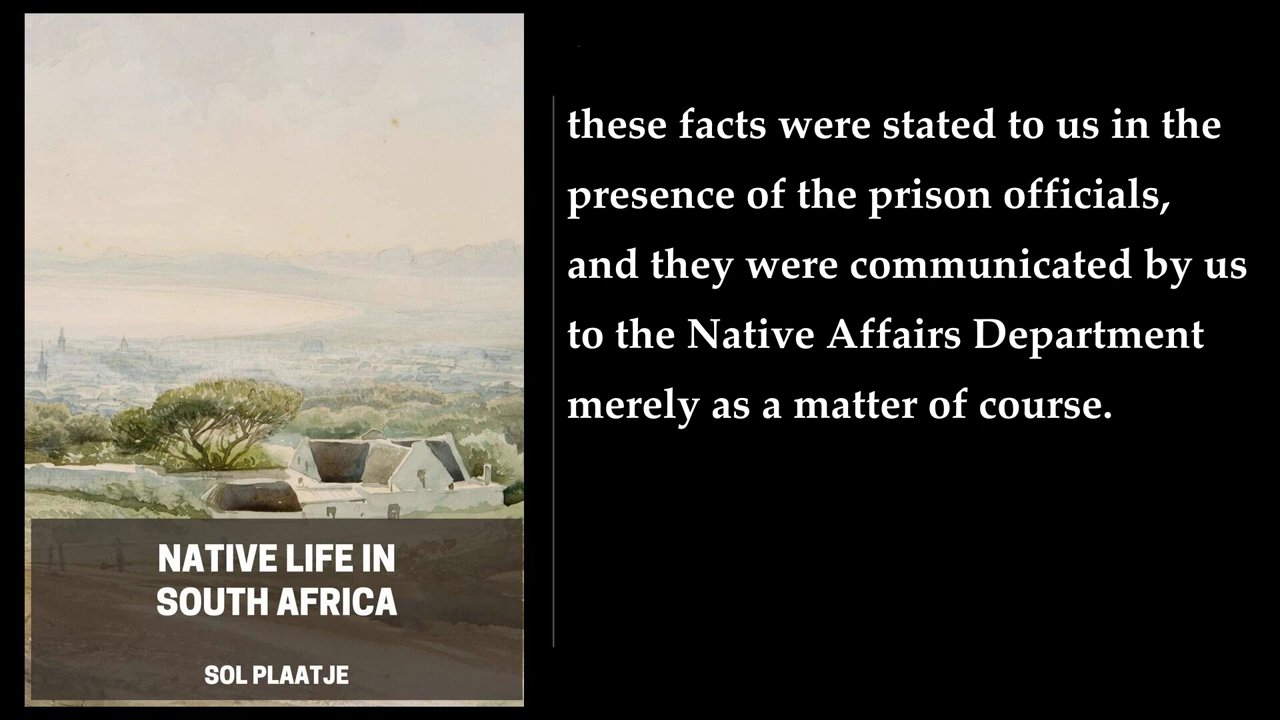 these facts were stated to us in the
presence of the prison officials,
and they were communicated by us
to the Native Affairs Department
merely as a matter of course.
NATIVE LIFE IN
SOUTH AFRICA
SOL PLAATJE